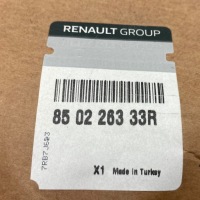 RENAULT GROUP
85 02 263 33R
X1 Made in Turkey